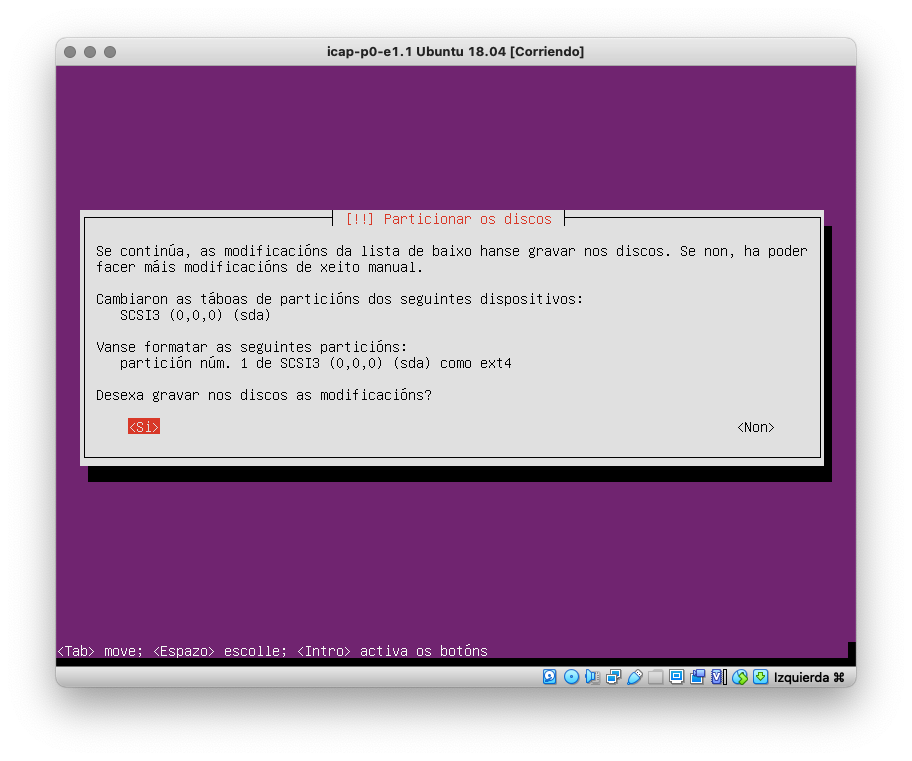 icap-p0-e1.1 Ubuntu 18.04 [Corriendo]
[!!] Particionar os discos
Se continúa, as modificacións da lista de baixo hanse gravar nos discos. Se non, ha poder
facer máis modificacións de xeito manual.
Cambiaron as táboas de particións dos seguintes dispositivos:
SCSI3 (0,0,0) (sda)
Vanse formatar as seguintes particións:
partición núm. 1 de SCSI3 (0,0,0) (sda) como ext4
Desexa gravar nos discos as modificacións?
<Si> <Non>
<Tab> move; <Espazo> escolle; <Intro> activa os botóns
Izquierda ⌘